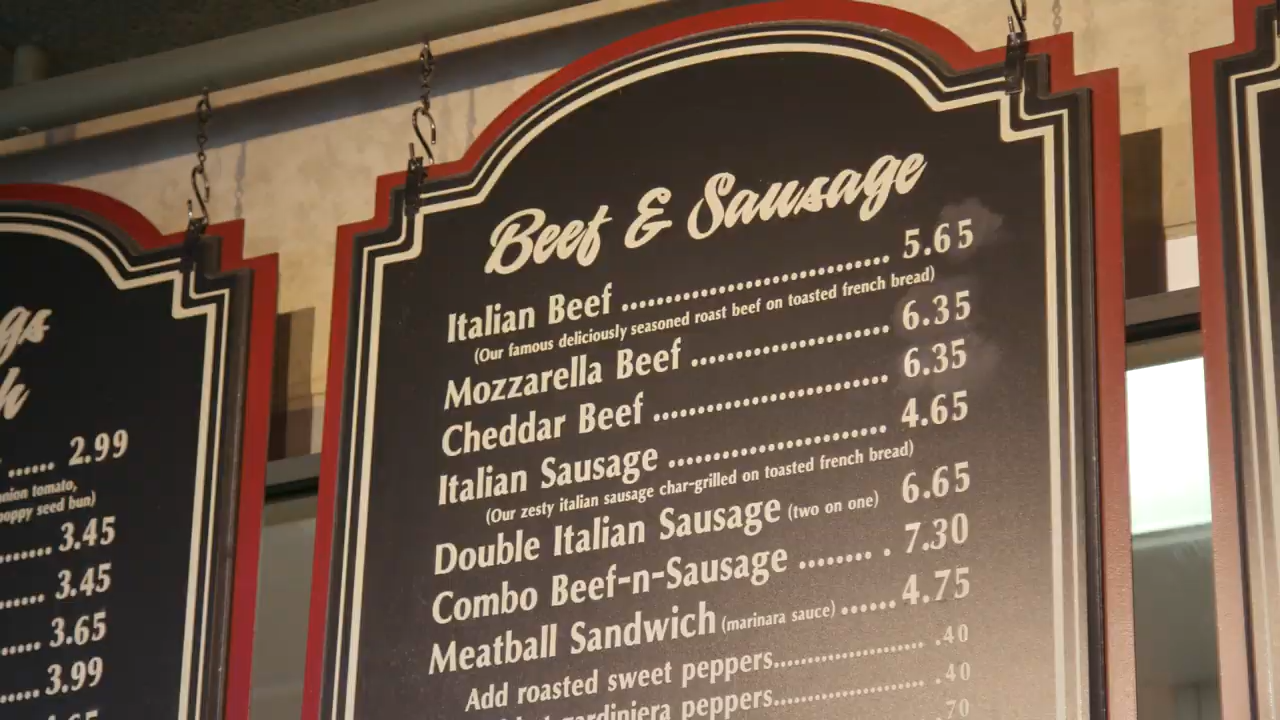 gs
h
...... 2.99
nion tomato,
poppy seed bun)
....... 3.45
...... 3.45
.... 3.65
..... 3.99
Beef & Sausage
Italian Beef ........................................ 5.65
(Our famous deliciously seasoned roast beef on toasted french bread)
Mozzarella Beef ............................. 6.35
Cheddar Beef .................................. 6.35
Italian Sausage ................................ 4.65
(Our zesty italian sausage char-grilled on toasted french bread)
Double Italian Sausage (two on one) 6.65
Combo Beef-n-Sausage ........ . 7.30
Meatball Sandwich (marinara sauce) ...... 4.75
Add roasted sweet peppers........................ .40
gardiniera peppers........................ .40
.70